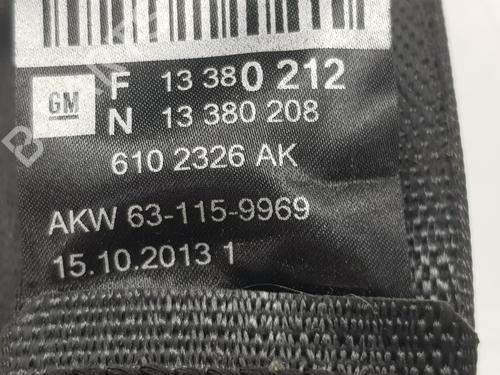 GM
F 13 380 212
N 13 380 208
610 2326 AK
AKW 63-115-9969
15.10.2013 1